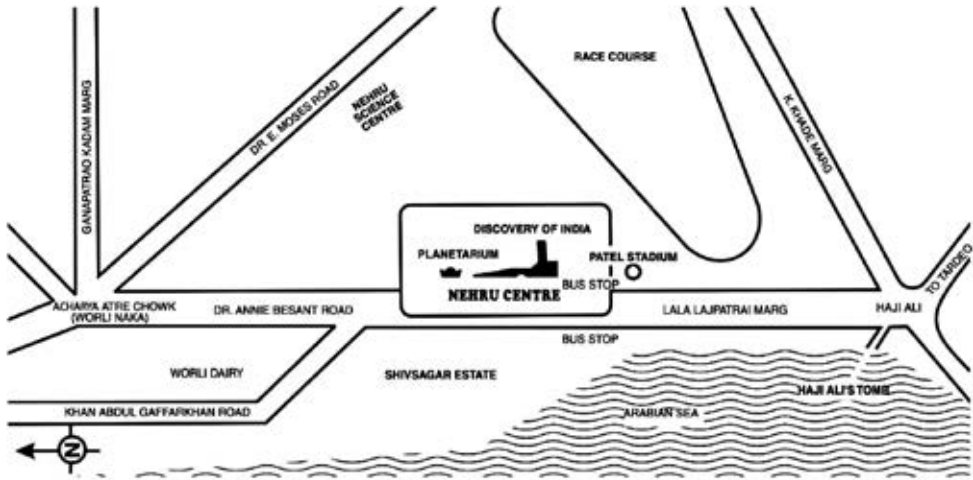 RACE COURSE
GANAPATRAO KADAM MARG
DR. E. MOSES ROAD
NEHRU
SCIENCE
CENTRE
K. KHADE MARG
DISCOVERY OF INDIA
PLANETARIUM
PATEL STADIUM
TO TARDEO
BUS STOP
NEHRU CENTRE
ACHARYA ATRE CHOWK
(WORLI NAKA)
DR. ANNIE BESANT ROAD
LALA LAJPATRAI MARG
HAJI ALI
BUS STOP
WORLI DAIRY
SHIVSAGAR ESTATE
HAJI ALI'S TOMB
KHAN ABDUL GAFFARKHAN ROAD
ARABIAN SEA
N